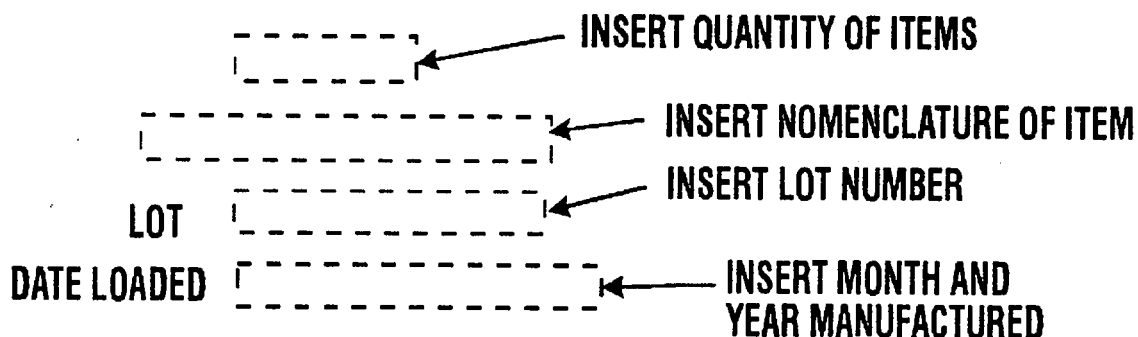 INSERT QUANTITY OF ITEMS
INSERT NOMENCLATURE OF ITEM
INSERT LOT NUMBER
LOT
DATE LOADED
INSERT MONTH AND
YEAR MANUFACTURED